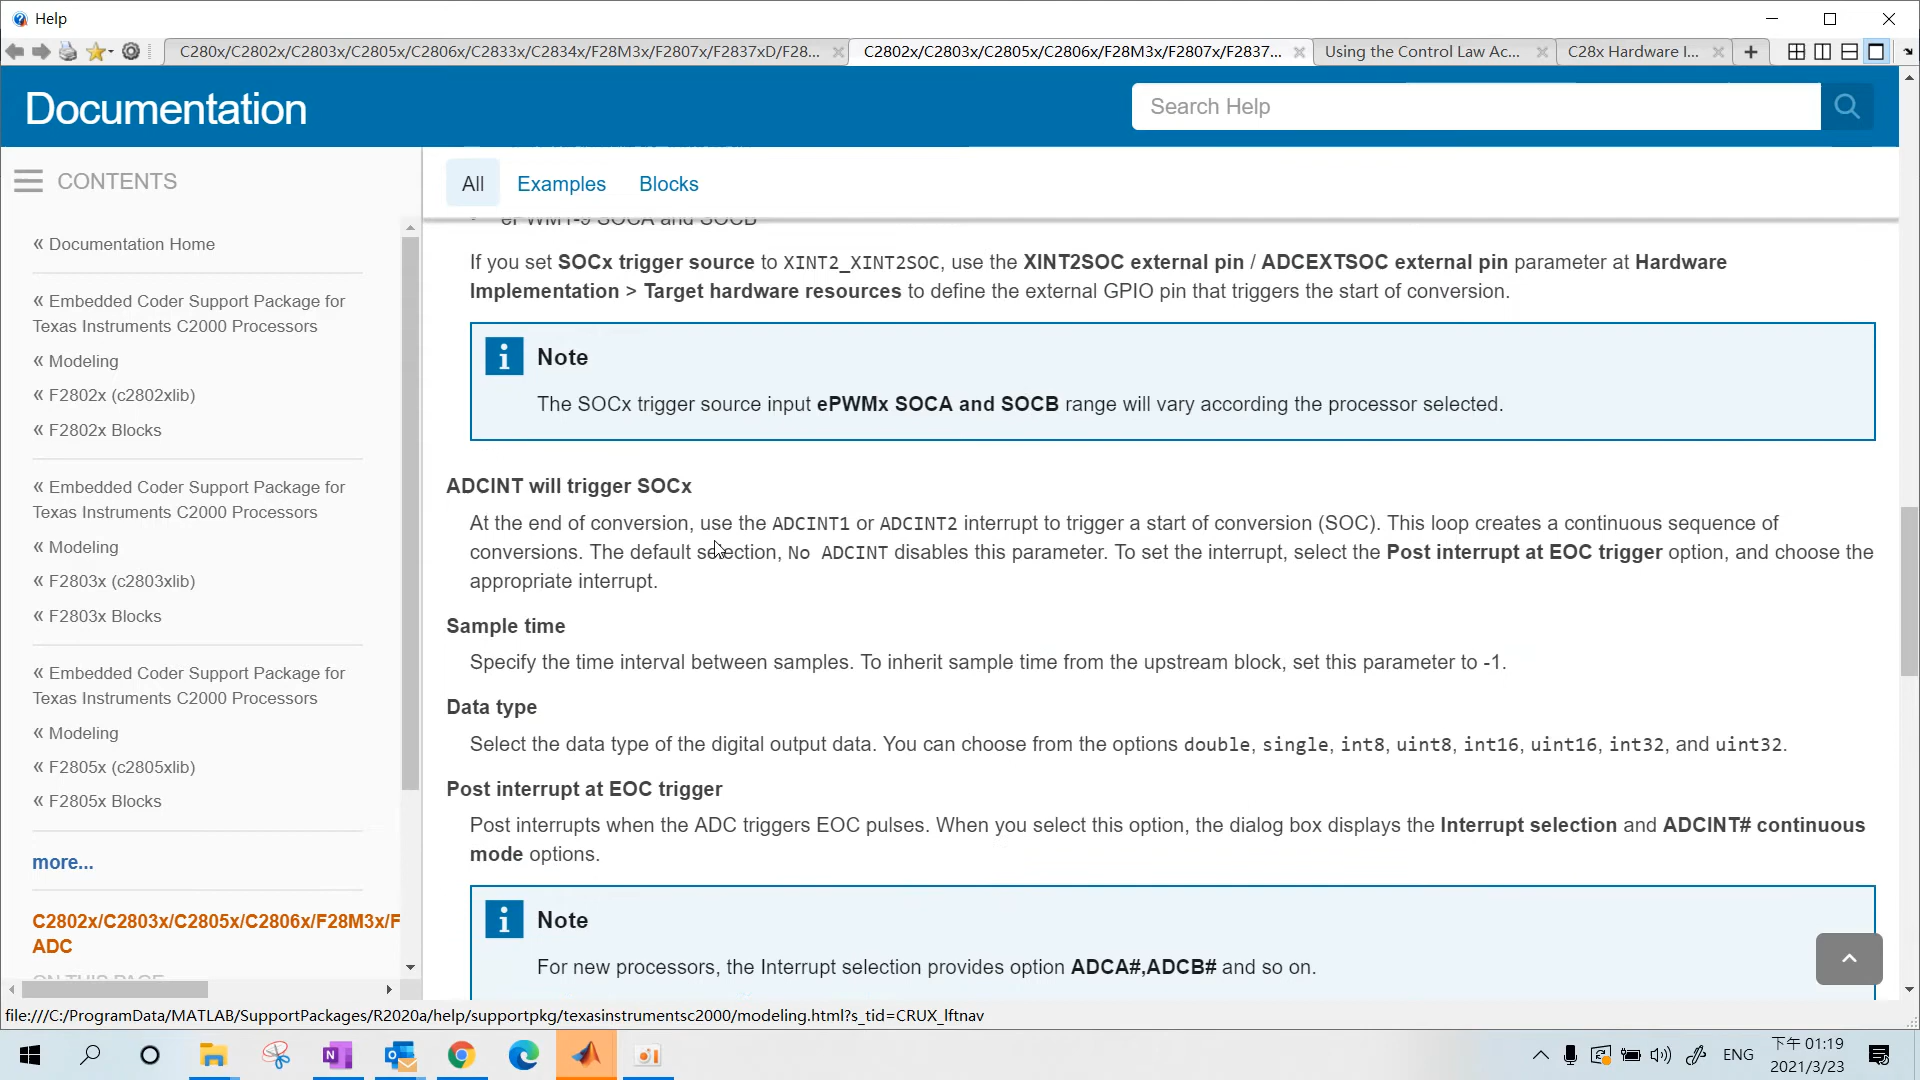 Help
C280x/C2802x/C2803x/C2805x/C2806x/C2833x/C2834x/F28M3x/F2807x/F2837xD/F28...
C2802x/C2803x/C2805x/C2806x/F28M3x/F2807x/F2837...
Using the Control Law Ac...
C28x Hardware I...
Documentation
Search Help
CONTENTS
All
Examples
Blocks
« Documentation Home
« Embedded Coder Support Package for
Texas Instruments C2000 Processors
« Modeling
« F2802x (c2802xlib)
« F2802x Blocks
« Embedded Coder Support Package for
Texas Instruments C2000 Processors
« Modeling
« F2803x (c2803xlib)
« F2803x Blocks
« Embedded Coder Support Package for
Texas Instruments C2000 Processors
« Modeling
« F2805x (c2805xlib)
« F2805x Blocks
more...
C2802x/C2803x/C2805x/C2806x/F28M3x/F
ADC
ON THIS PAGE
ePWM1-9 SOCA and SOCB
If you set SOCx trigger source to XINT2_XINT2SOC, use the XINT2SOC external pin / ADCEXTSOC external pin parameter at Hardware
Implementation > Target hardware resources to define the external GPIO pin that triggers the start of conversion.
Note
The SOCx trigger source input ePWMx SOCA and SOCB range will vary according the processor selected.
ADCINT will trigger SOCx
At the end of conversion, use the ADCINT1 or ADCINT2 interrupt to trigger a start of conversion (SOC). This loop creates a continuous sequence of
conversions. The default selection, No ADCINT disables this parameter. To set the interrupt, select the Post interrupt at EOC trigger option, and choose the
appropriate interrupt.
Sample time
Specify the time interval between samples. To inherit sample time from the upstream block, set this parameter to -1.
Data type
Select the data type of the digital output data. You can choose from the options double, single, int8, uint8, int16, uint16, int32, and uint32.
Post interrupt at EOC trigger
Post interrupts when the ADC triggers EOC pulses. When you select this option, the dialog box displays the Interrupt selection and ADCINT# continuous
mode options.
Note
For new processors, the Interrupt selection provides option ADCA#,ADCB# and so on.
file:///C:/ProgramData/MATLAB/SupportPackages/R2020a/help/supportpkg/texasinstrumentsc2000/modeling.html?s_tid=CRUX_lftnav
ENG
下午 01:19
2021/3/23